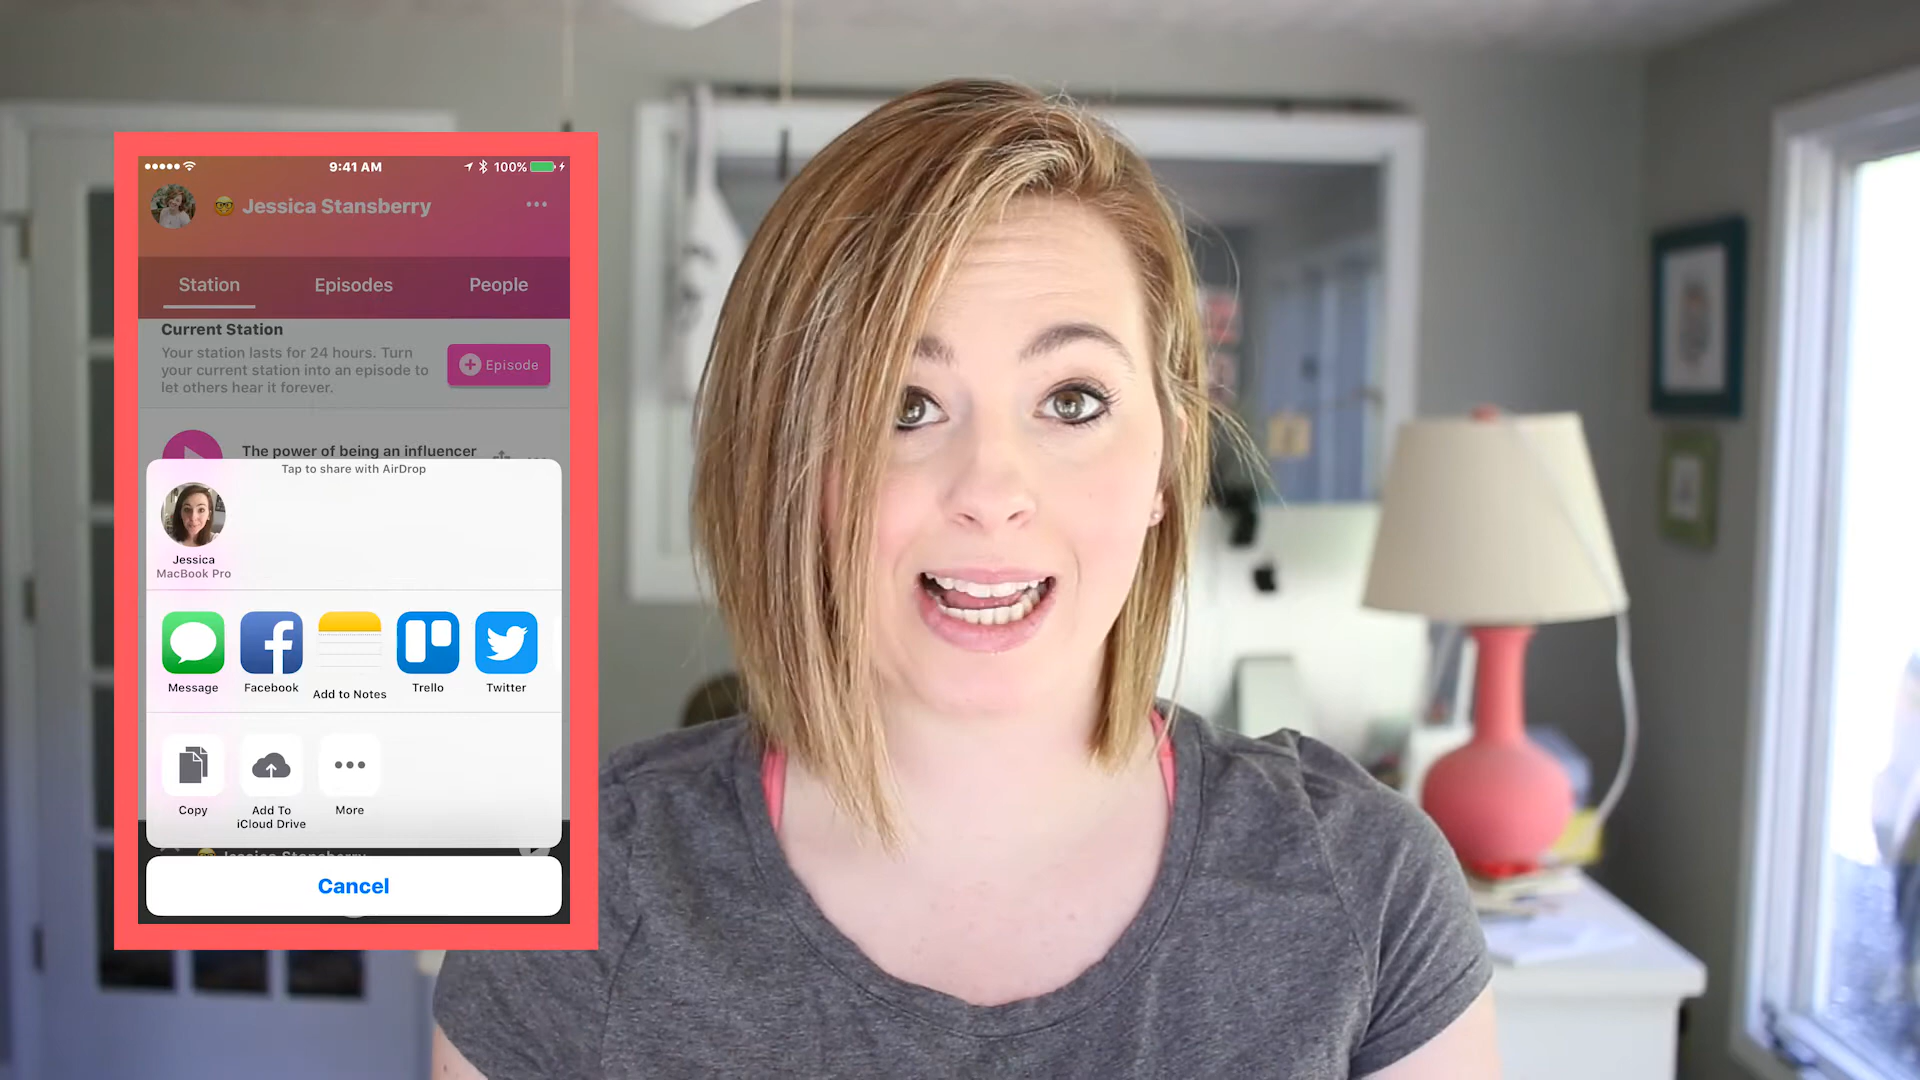 9:41 AM
100%
Jessica Stansberry
Station
Episodes
People
Current Station
Your station lasts for 24 hours. Turn
your current station into an episode to
let others hear it forever.
Episode
The power of being an influencer
Tap to share with AirDrop
Jessica
MacBook Pro
Message
Facebook
Add to Notes
Trello
Twitter
Copy
Add To
iCloud Drive
More
Jessica Stansberry
Cancel